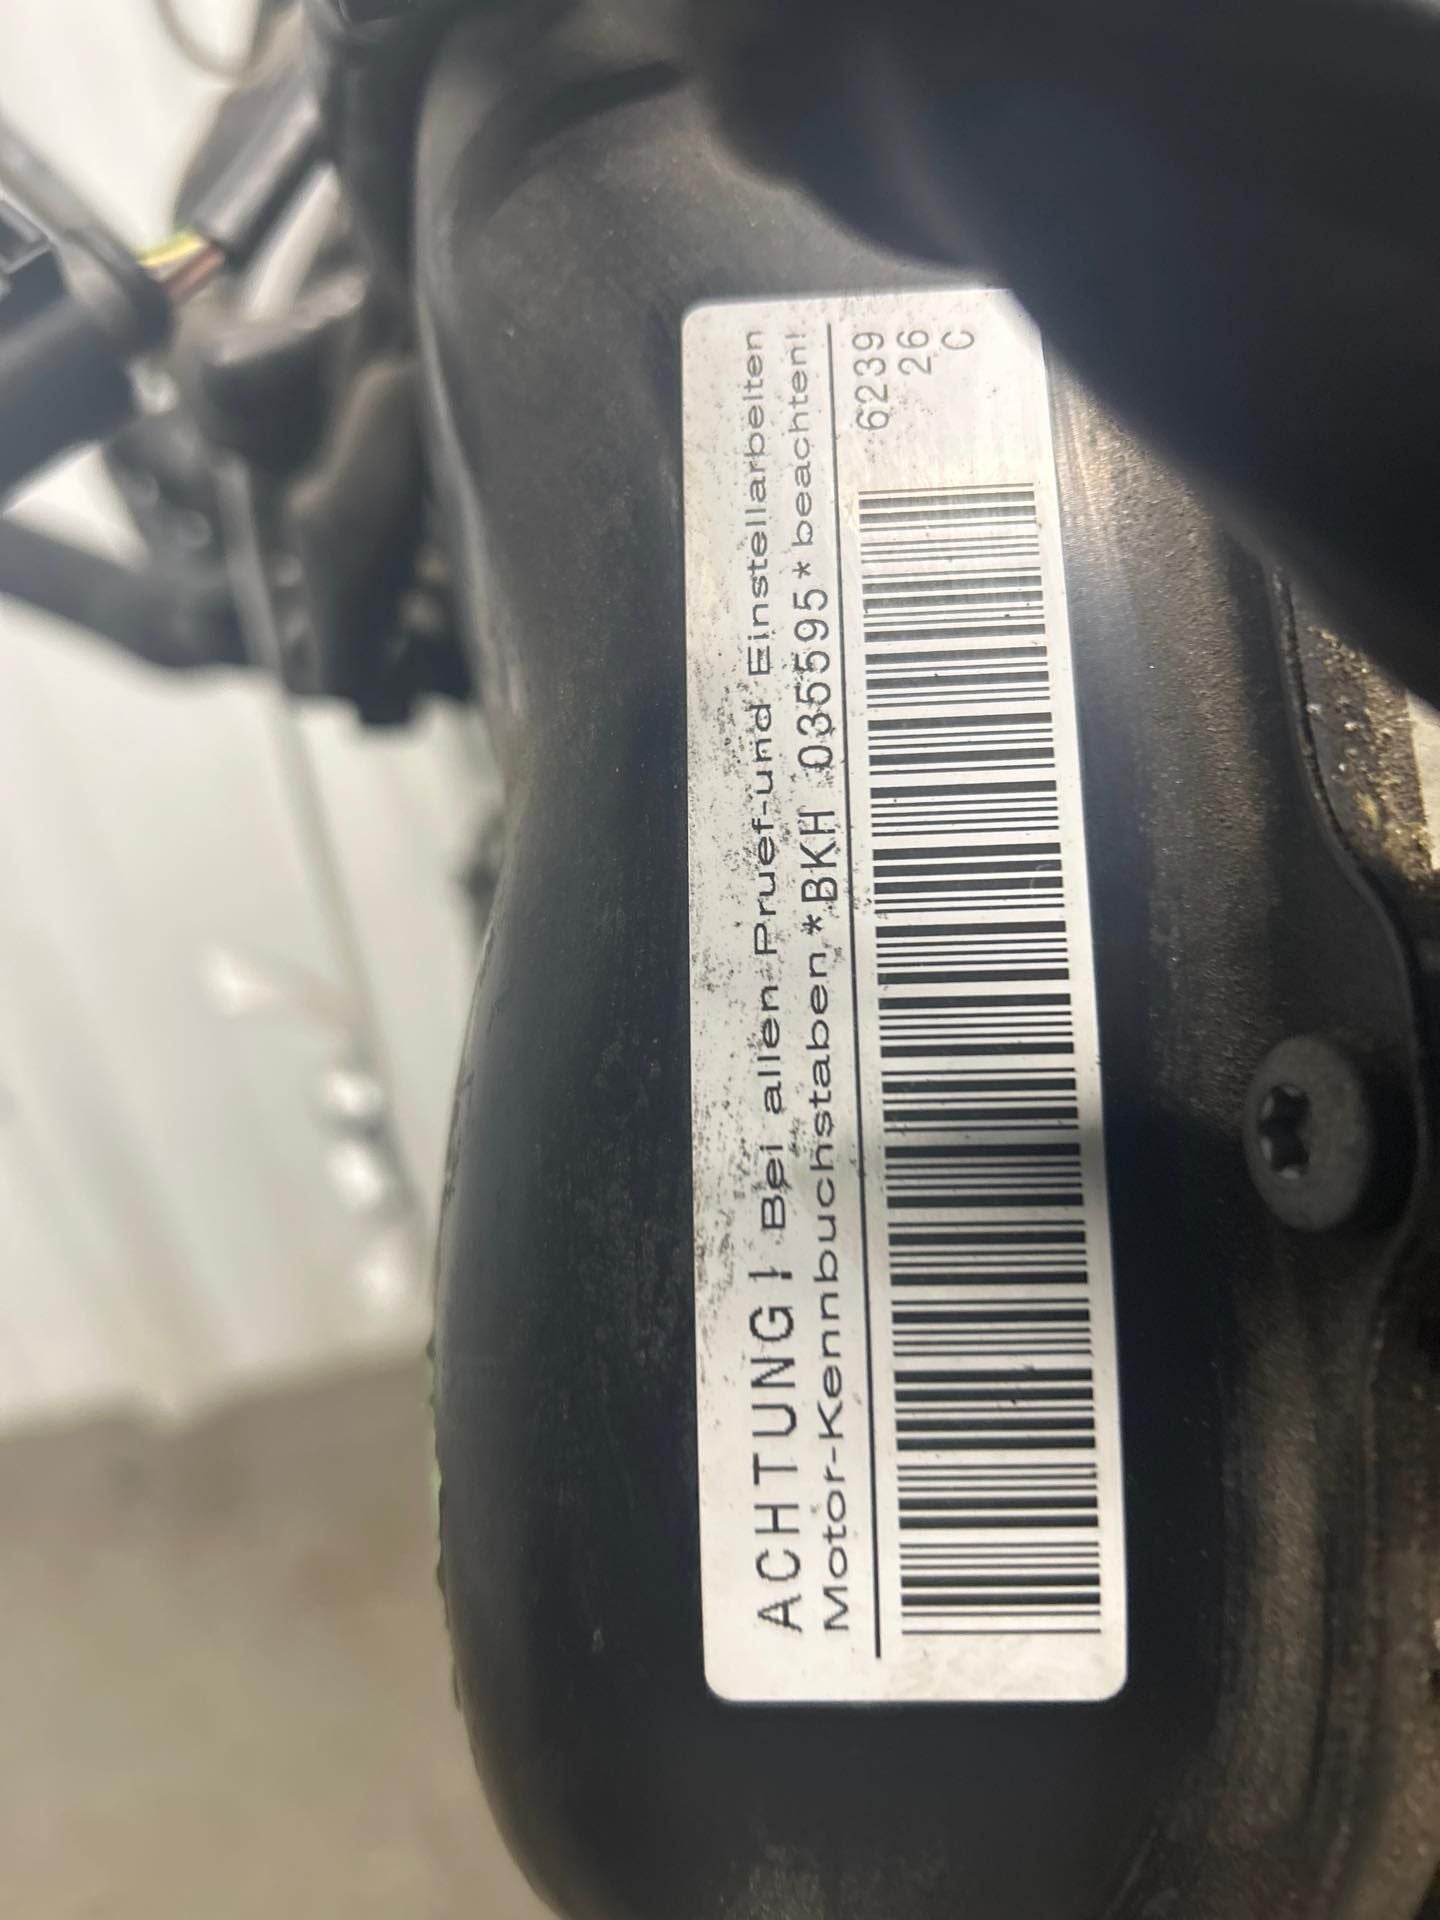 ACHTUNG! Bei allen Pruef-und Einstellarbeiten
Motor-Kennbuchstaben *BKH 035595* beachten!
6239
26
C